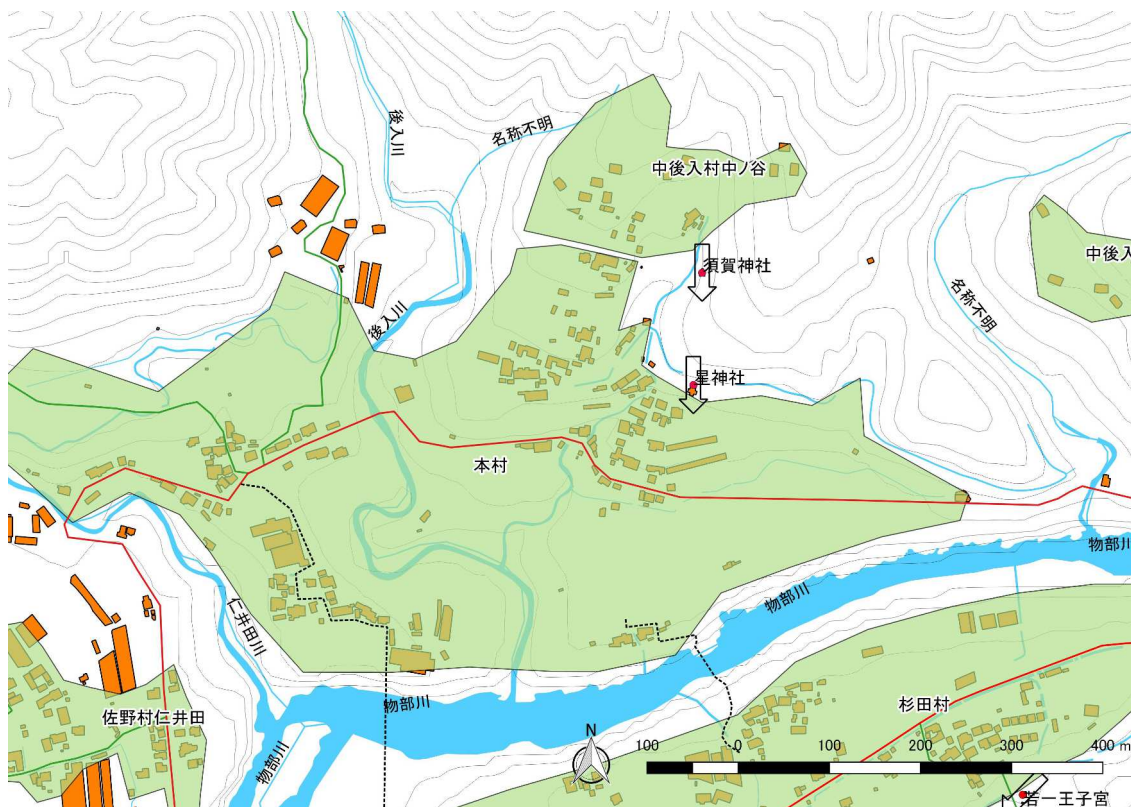 後入川
名称不明
中後入村中ノ谷
中後入
須賀神社
名称不明
後入川
星神社
本村
物部川
物部川
仁井田川
物部川
杉田村
佐野村仁井田
物部川
N
100 0 100 200 300 400 m
若一王子宮